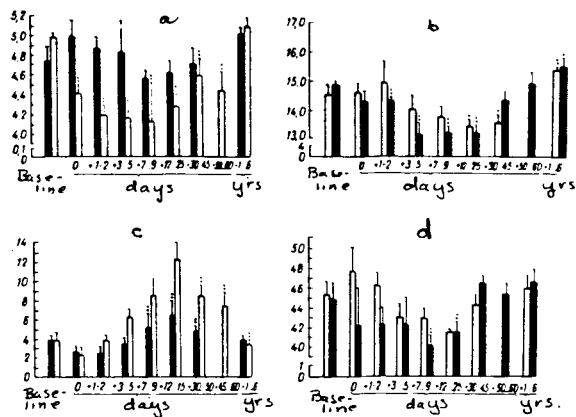 a
5,2
5,0
4,8
4,6
4,4
4,2
4,0
0,1
0
Base-
line
0 +1-2 +3 5 +7 9 +12 25 +30 45 60 +1 6
days
yrs
b
17,0
16,0
15,0
14,0
13,0
4
0
Base-
line
0 +1-2 +3 5 +7 9 +12 25 +30 45 50 60 +1 6
days
yrs
c
14
12
10
8
6
4
2
0
Base-
line
0 +1-2 +3 5 +7 9 +12 15 +30 50 45 60 +1 6
days
yrs
d
50
48
46
44
42
40
1
0
Base-
line
0 +1-2 +3 5 +7 9 +12 25 +30 45 +50 60 +1 6
days
yrs.